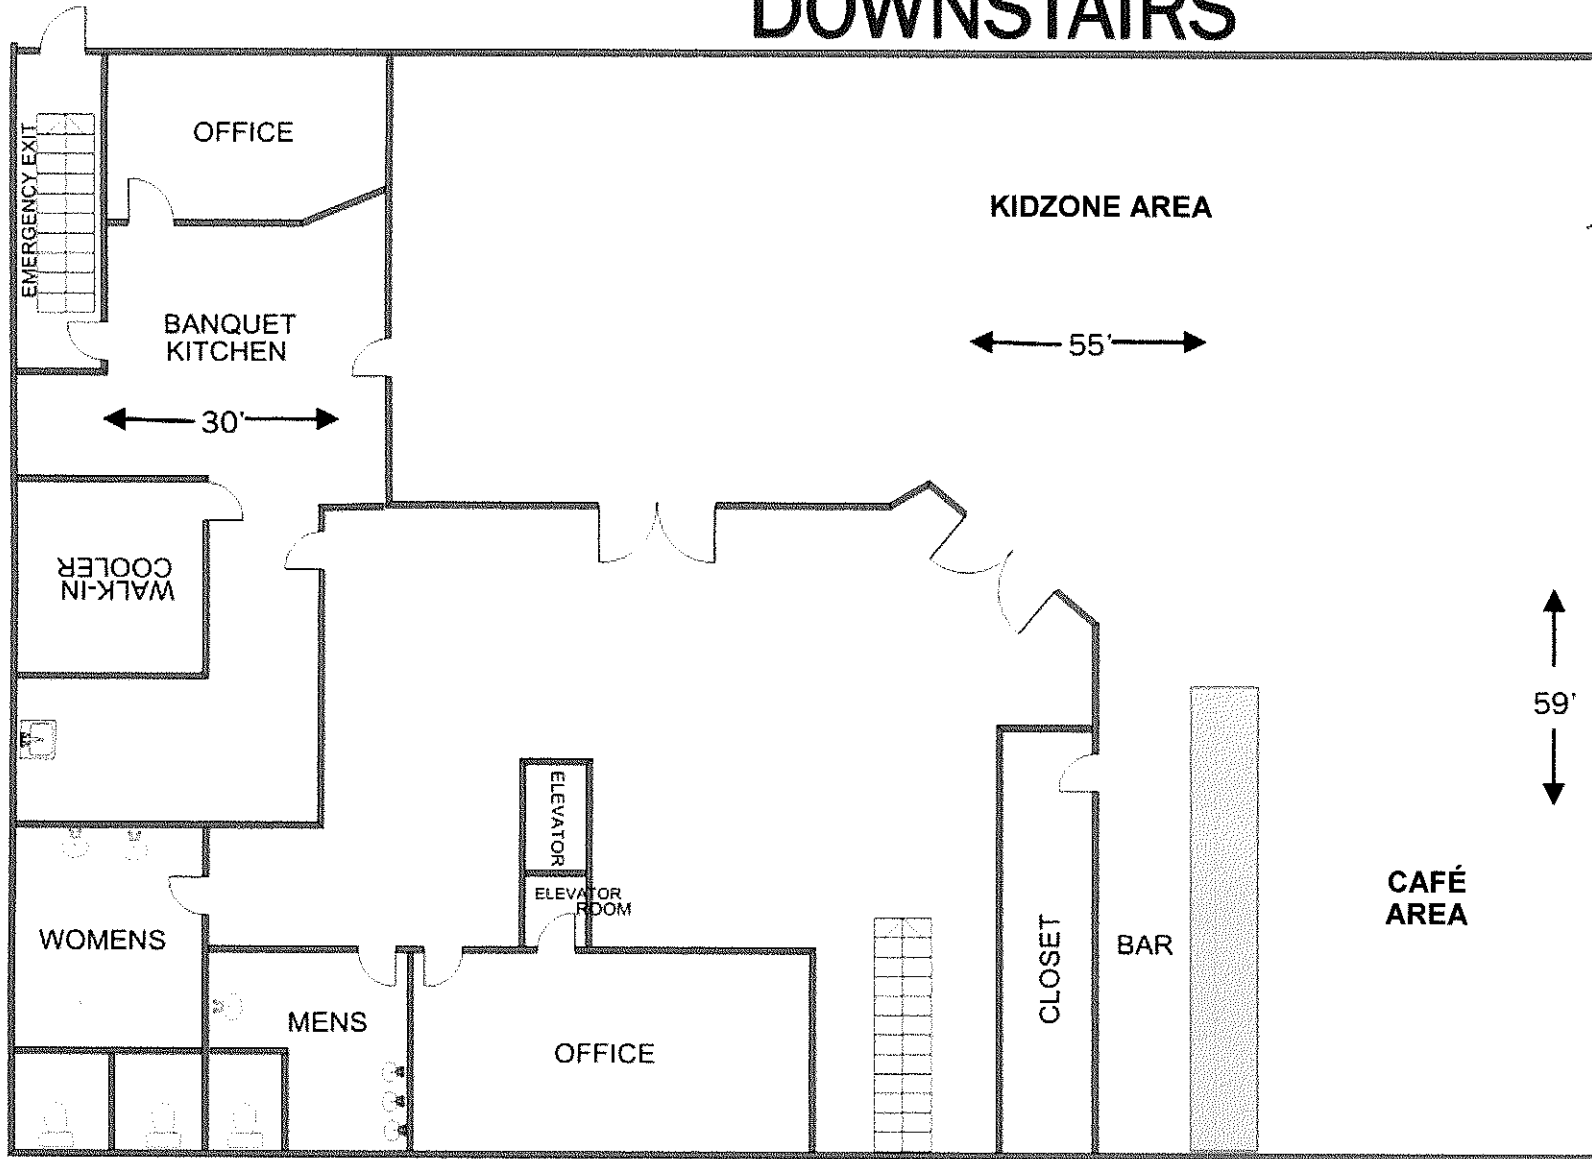 DOWNSTAIRS
OFFICE
EMERGENCY EXIT
KIDZONE AREA
BANQUET
KITCHEN
55'
30'
WALK-IN
COOLER
59'
ELEVATOR
ELEVATOR
ROOM
CAFÉ
AREA
WOMENS
MENS
OFFICE
CLOSET
BAR